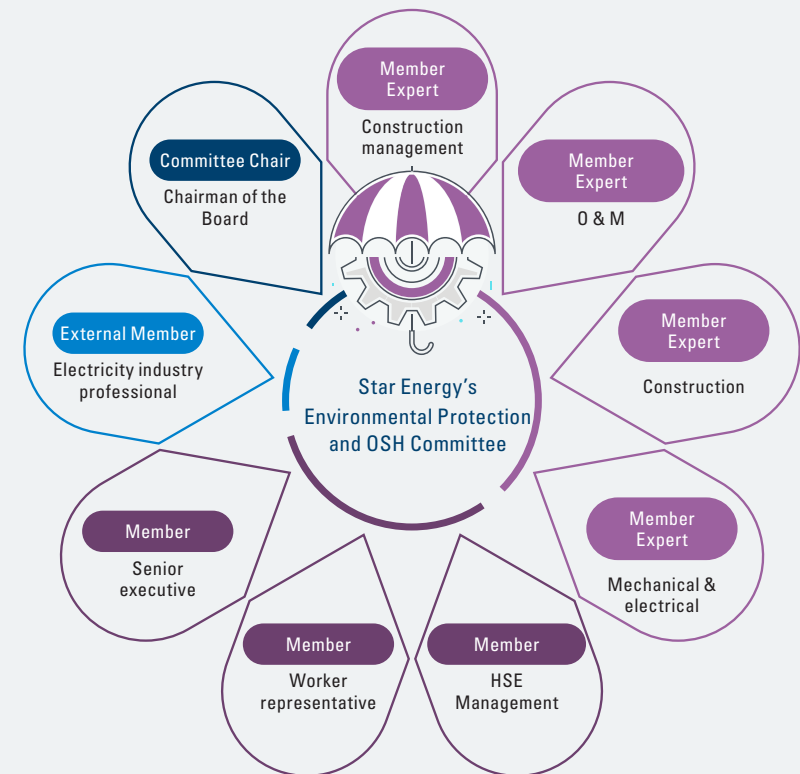 Member
Expert
Construction
management
Member
Expert
O & M
Member
Expert
Construction
Member
Expert
Mechanical &
electrical
Member
HSE
Management
Member
Worker
representative
Member
Senior
executive
External Member
Electricity industry
professional
Committee Chair
Chairman of the
Board
Star Energy's
Environmental Protection
and OSH Committee